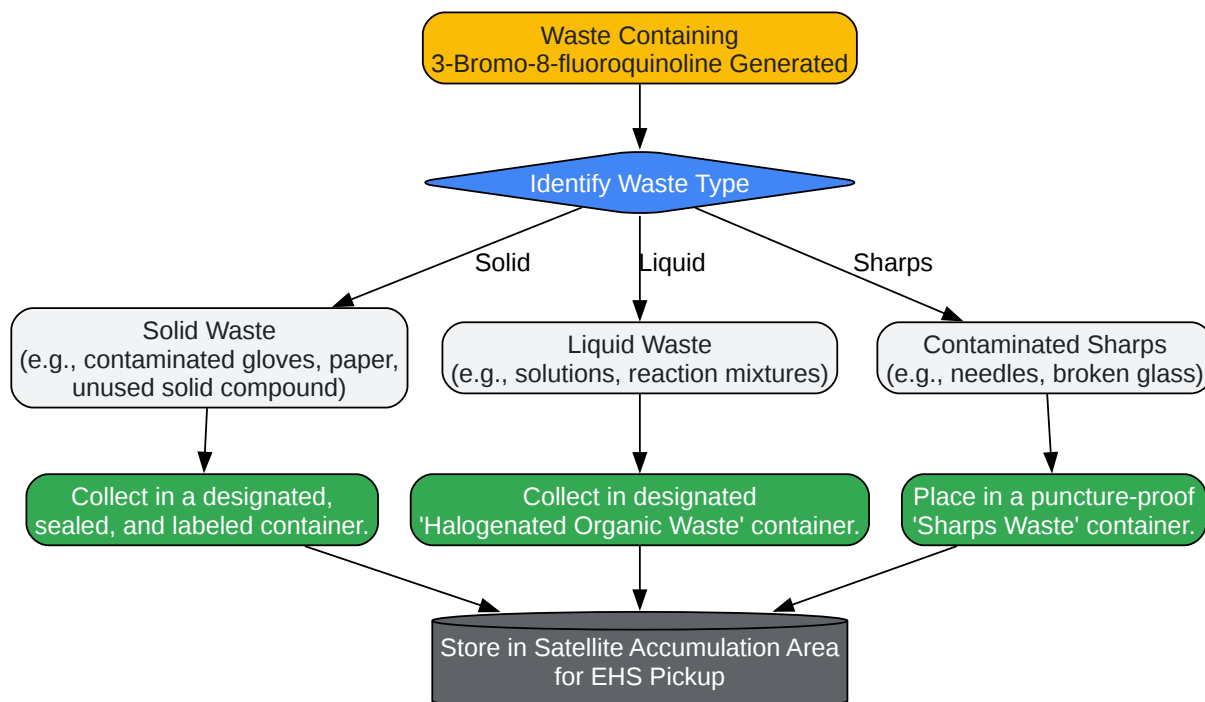 Waste Containing
3-Bromo-8-fluoroquinoline Generated
Identify Waste Type
Solid
Liquid
Sharps
Solid Waste
(e.g., contaminated gloves, paper,
unused solid compound)
Liquid Waste
(e.g., solutions, reaction mixtures)
Contaminated Sharps
(e.g., needles, broken glass)
Collect in a designated,
sealed, and labeled container.
Collect in designated
'Halogenated Organic Waste' container.
Place in a puncture-proof
'Sharps Waste' container.
Store in Satellite Accumulation Area
for EHS Pickup